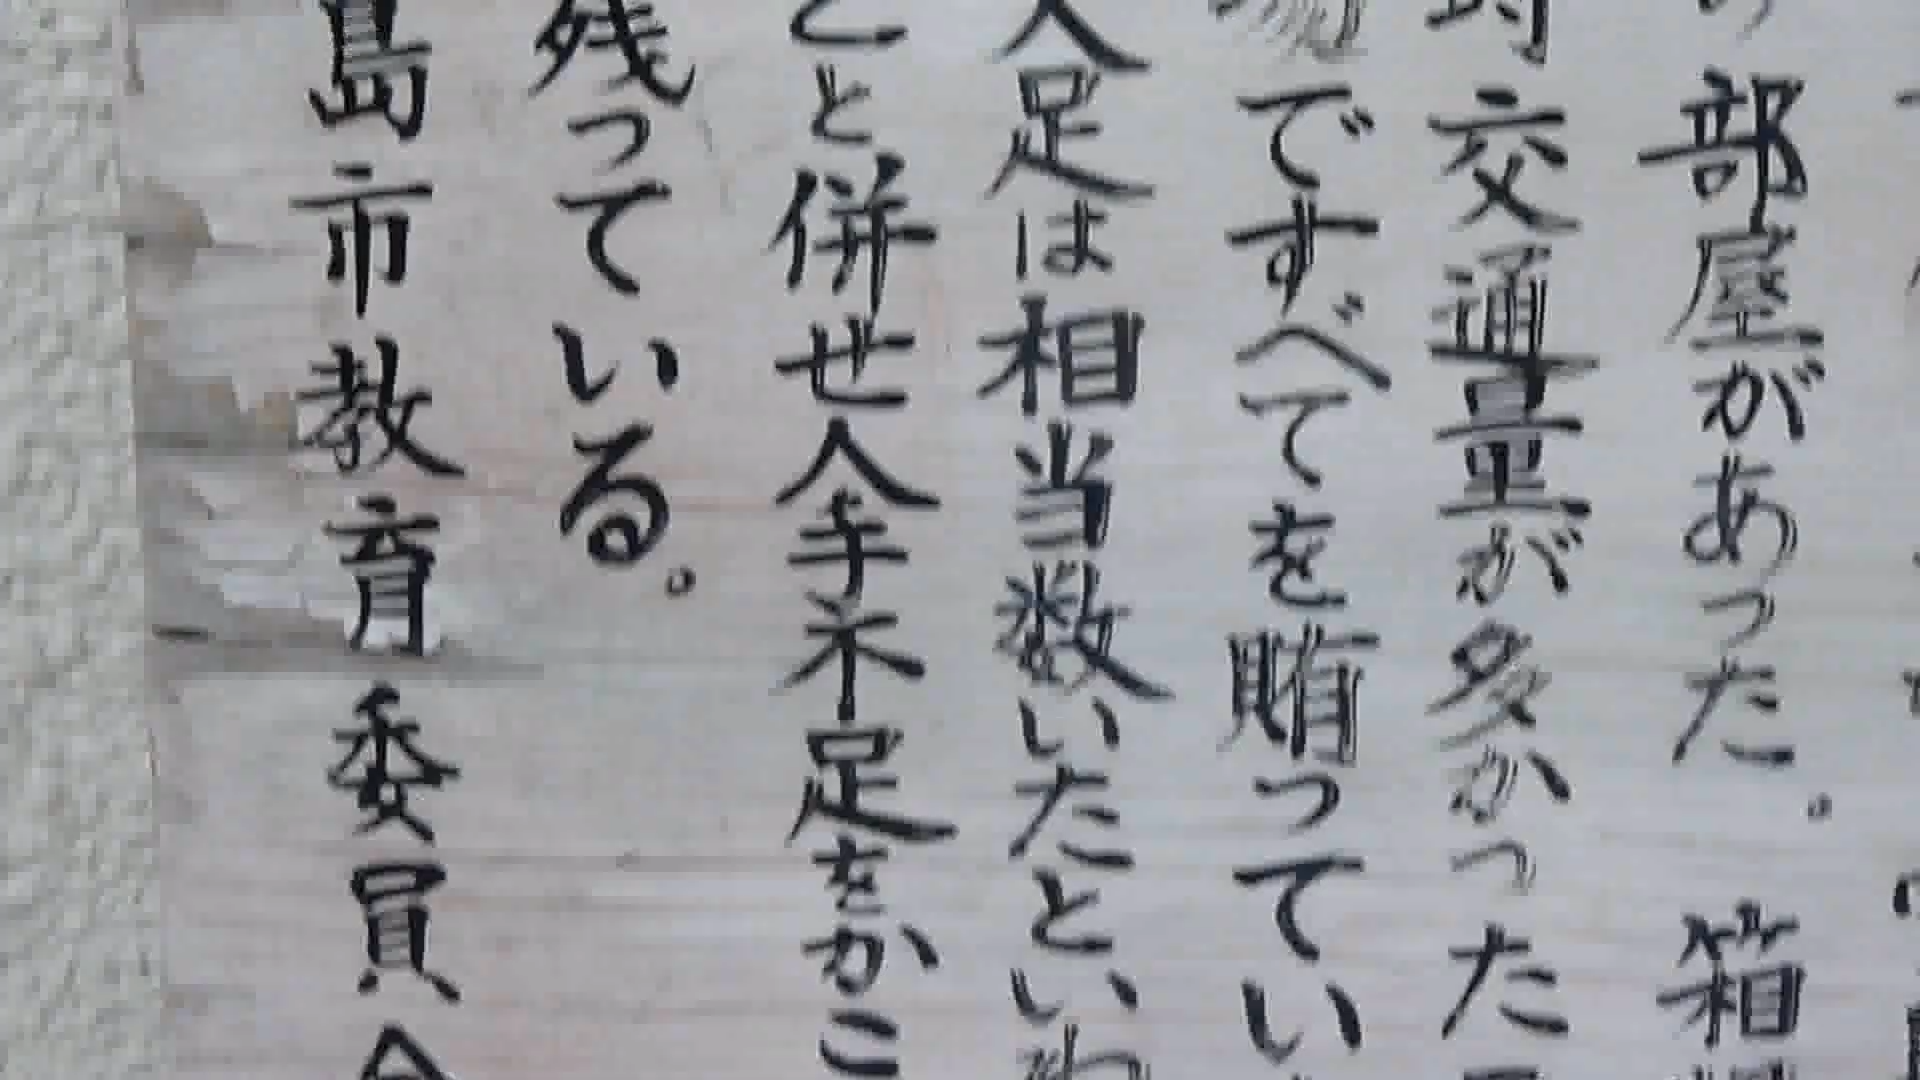 部屋があった。箱
交通量が多かった
ですべてを賄ってい
人足は相当数いたとい
と併せ人手不足をかこ
残っている。
島市教育委員会